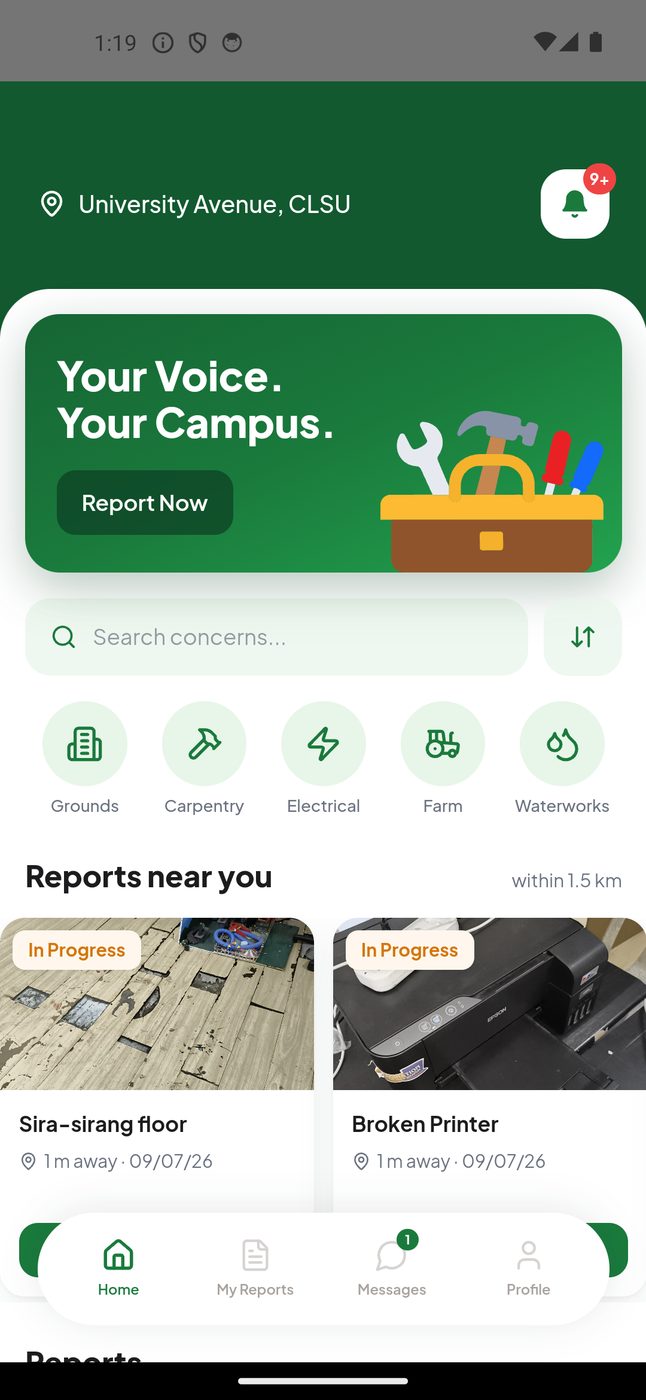 1:19
University Avenue, CLSU
9+
Your Voice.
Your Campus.
Report Now
Search concerns...
Grounds
Carpentry
Electrical
Farm
Waterworks
Reports near you
within 1.5 km
In Progress
In Progress
EPSON
Sira-sirang floor
Broken Printer
1 m away · 09/07/26
1 m away · 09/07/26
1
Home
My Reports
Messages
Profile
Reports